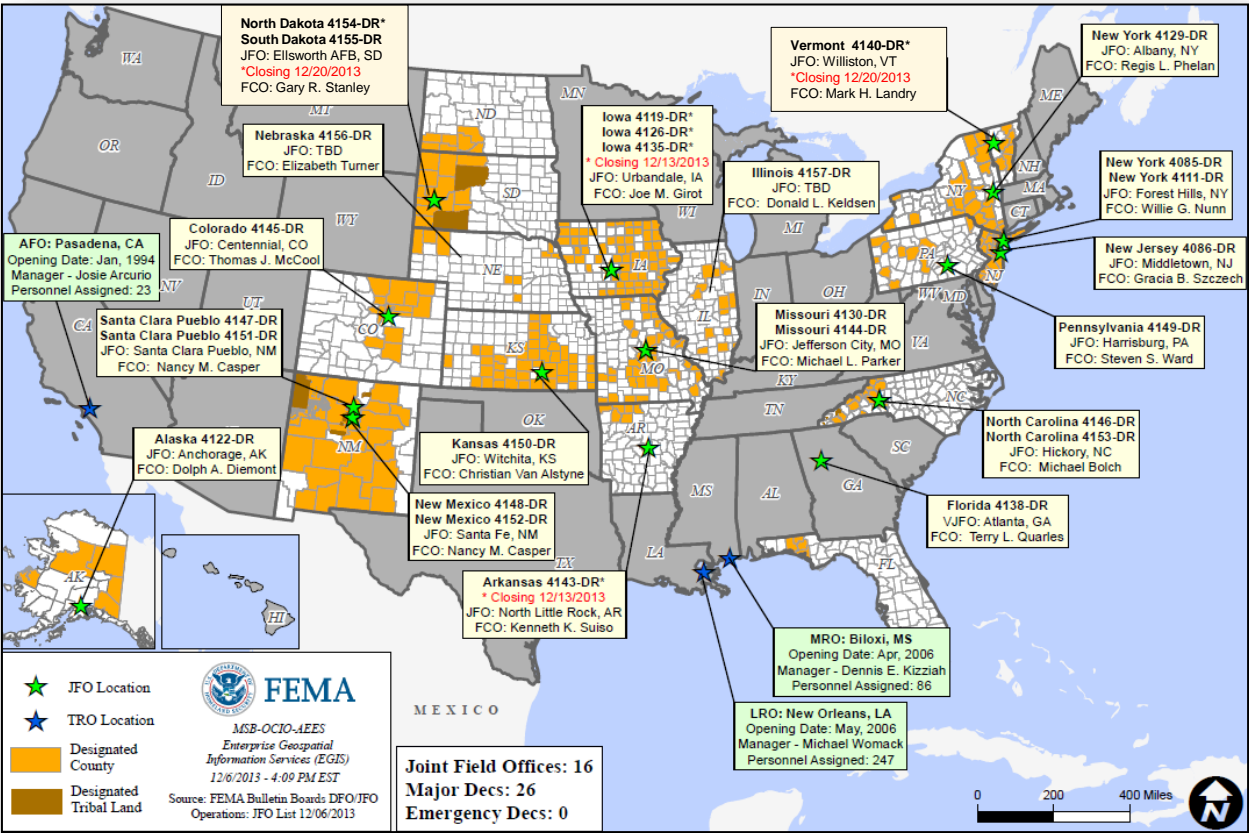 North Dakota 4154-DR*
South Dakota 4155-DR
JFO: Ellsworth AFB, SD
*Closing 12/20/2013
FCO: Gary R. Stanley
Vermont 4140-DR*
JFO: Williston, VT
*Closing 12/20/2013
FCO: Mark H. Landry
New York 4129-DR
JFO: Albany, NY
FCO: Regis L. Phelan
Nebraska 4156-DR
JFO: TBD
FCO: Elizabeth Turner
Iowa 4119-DR*
Iowa 4126-DR*
Iowa 4135-DR*
* Closing 12/13/2013
JFO: Urbandale, IA
FCO: Joe M. Girot
Illinois 4157-DR
JFO: TBD
FCO: Donald L. Keldsen
New York 4085-DR
New York 4111-DR
JFO: Forest Hills, NY
FCO: Willie G. Nunn
AFO: Pasadena, CA
Opening Date: Jan, 1994
Manager - Josie Arcurio
Personnel Assigned: 23
Colorado 4145-DR
JFO: Centennial, CO
FCO: Thomas J. McCool
New Jersey 4086-DR
JFO: Middletown, NJ
FCO: Gracia B. Szczech
Santa Clara Pueblo 4147-DR
Santa Clara Pueblo 4151-DR
JFO: Santa Clara Pueblo, NM
FCO: Nancy M. Casper
Missouri 4130-DR
Missouri 4144-DR
JFO: Jefferson City, MO
FCO: Michael L. Parker
Pennsylvania 4149-DR
JFO: Harrisburg, PA
FCO: Steven S. Ward
Alaska 4122-DR
JFO: Anchorage, AK
FCO: Dolph A. Diemont
Kansas 4150-DR
JFO: Witchita, KS
FCO: Christian Van Alstyne
North Carolina 4146-DR
North Carolina 4153-DR
JFO: Hickory, NC
FCO: Michael Bolch
New Mexico 4148-DR
New Mexico 4152-DR
JFO: Santa Fe, NM
FCO: Nancy M. Casper
Florida 4138-DR
VJFO: Atlanta, GA
FCO: Terry L. Quarles
Arkansas 4143-DR*
* Closing 12/13/2013
JFO: North Little Rock, AR
FCO: Kenneth K. Suiso
MRO: Biloxi, MS
Opening Date: Apr, 2006
Manager - Dennis E. Kizziah
Personnel Assigned: 86
LRO: New Orleans, LA
Opening Date: May, 2006
Manager - Michael Womack
Personnel Assigned: 247
WA
MT
ND
MN
ME
OR
ID
SD
WI
NH
NY
MA
CT
WY
MI
NV
UT
NE
IA
PA
NJ
CA
CO
IN
OH
WV
MD
IL
VA
KS
MO
KY
NC
TN
NM
OK
AR
SC
MS
AL
GA
TX
LA
FL
AK
HI
MEXICO
JFO Location
TRO Location
Designated
County
Designated
Tribal Land
FEMA
MSB-OCIO-AEES
Enterprise Geospatial
Information Services (EGIS)
12/6/2013 - 4:09 PM EST
Source: FEMA Bulletin Boards DFO/JFO
Operations: JFO List 12/06/2013
Joint Field Offices: 16
Major Decs: 26
Emergency Decs: 0
0 200 400 Miles
N